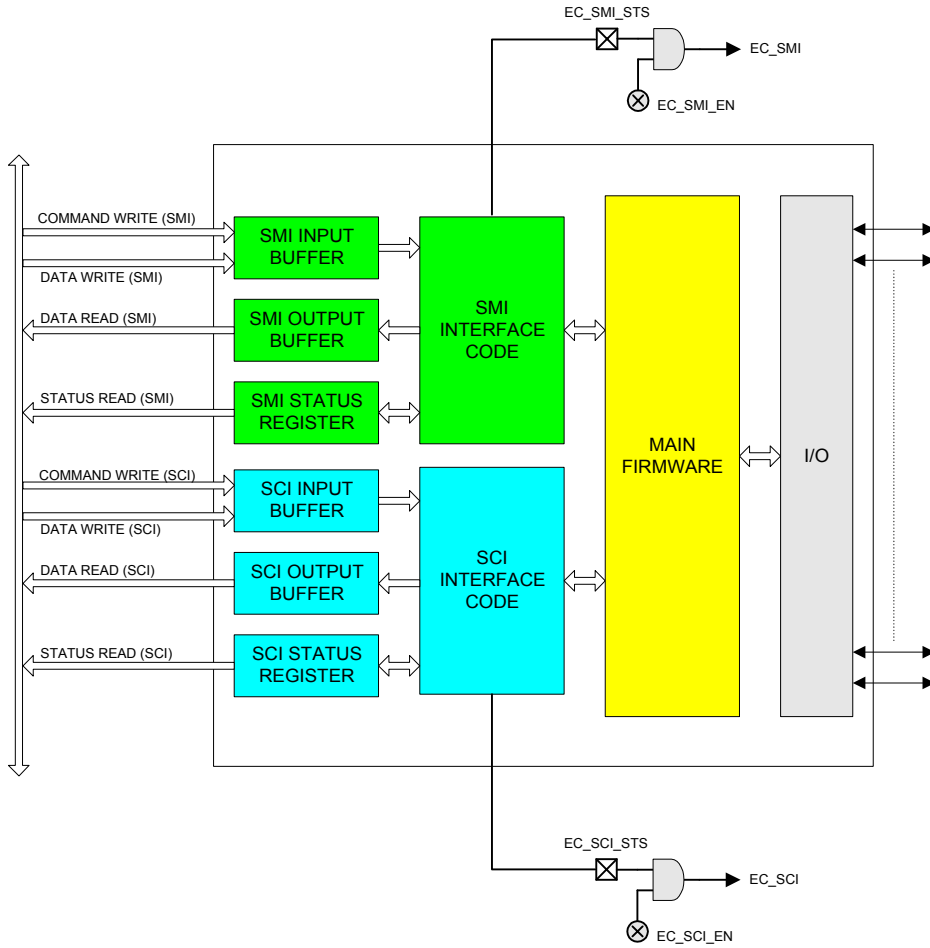 EC_SMI_STS
EC_SMI
EC_SMI_EN
COMMAND WRITE (SMI)
SMI INPUT
BUFFER
DATA WRITE (SMI)
DATA READ (SMI)
SMI OUTPUT
BUFFER
STATUS READ (SMI)
SMI STATUS
REGISTER
SMI
INTERFACE
CODE
COMMAND WRITE (SCI)
SCI INPUT
BUFFER
DATA WRITE (SCI)
DATA READ (SCI)
SCI OUTPUT
BUFFER
STATUS READ (SCI)
SCI STATUS
REGISTER
SCI
INTERFACE
CODE
MAIN
FIRMWARE
I/O
EC_SCI_STS
EC_SCI
EC_SCI_EN